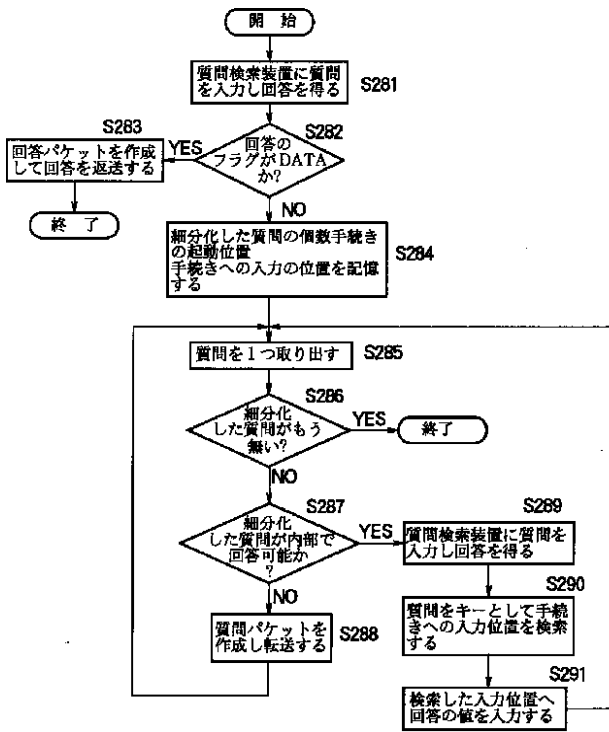 開 始
質問検索装置に質問
を入力し回答を得る
S281
S282
回答の
フラグがDATA
か?
YES
S283
回答パケットを作成
して回答を返送する
終 了
NO
細分化した質問の個数手続き
の起動位置
手続きへの入力の位置を記憶
する
S284
質問を1つ取り出す
S285
S286
細分化
した質問がもう
無い?
YES
終了
NO
S287
細分化
した質問が内部で
回答可能か
?
YES
NO
質問パケットを
作成し転送する
S288
S289
質問検索装置に質問を
入力し回答を得る
S290
質問をキーとして手続
きへの入力位置を検索
する
S291
検索した入力位置へ
回答の値を入力する